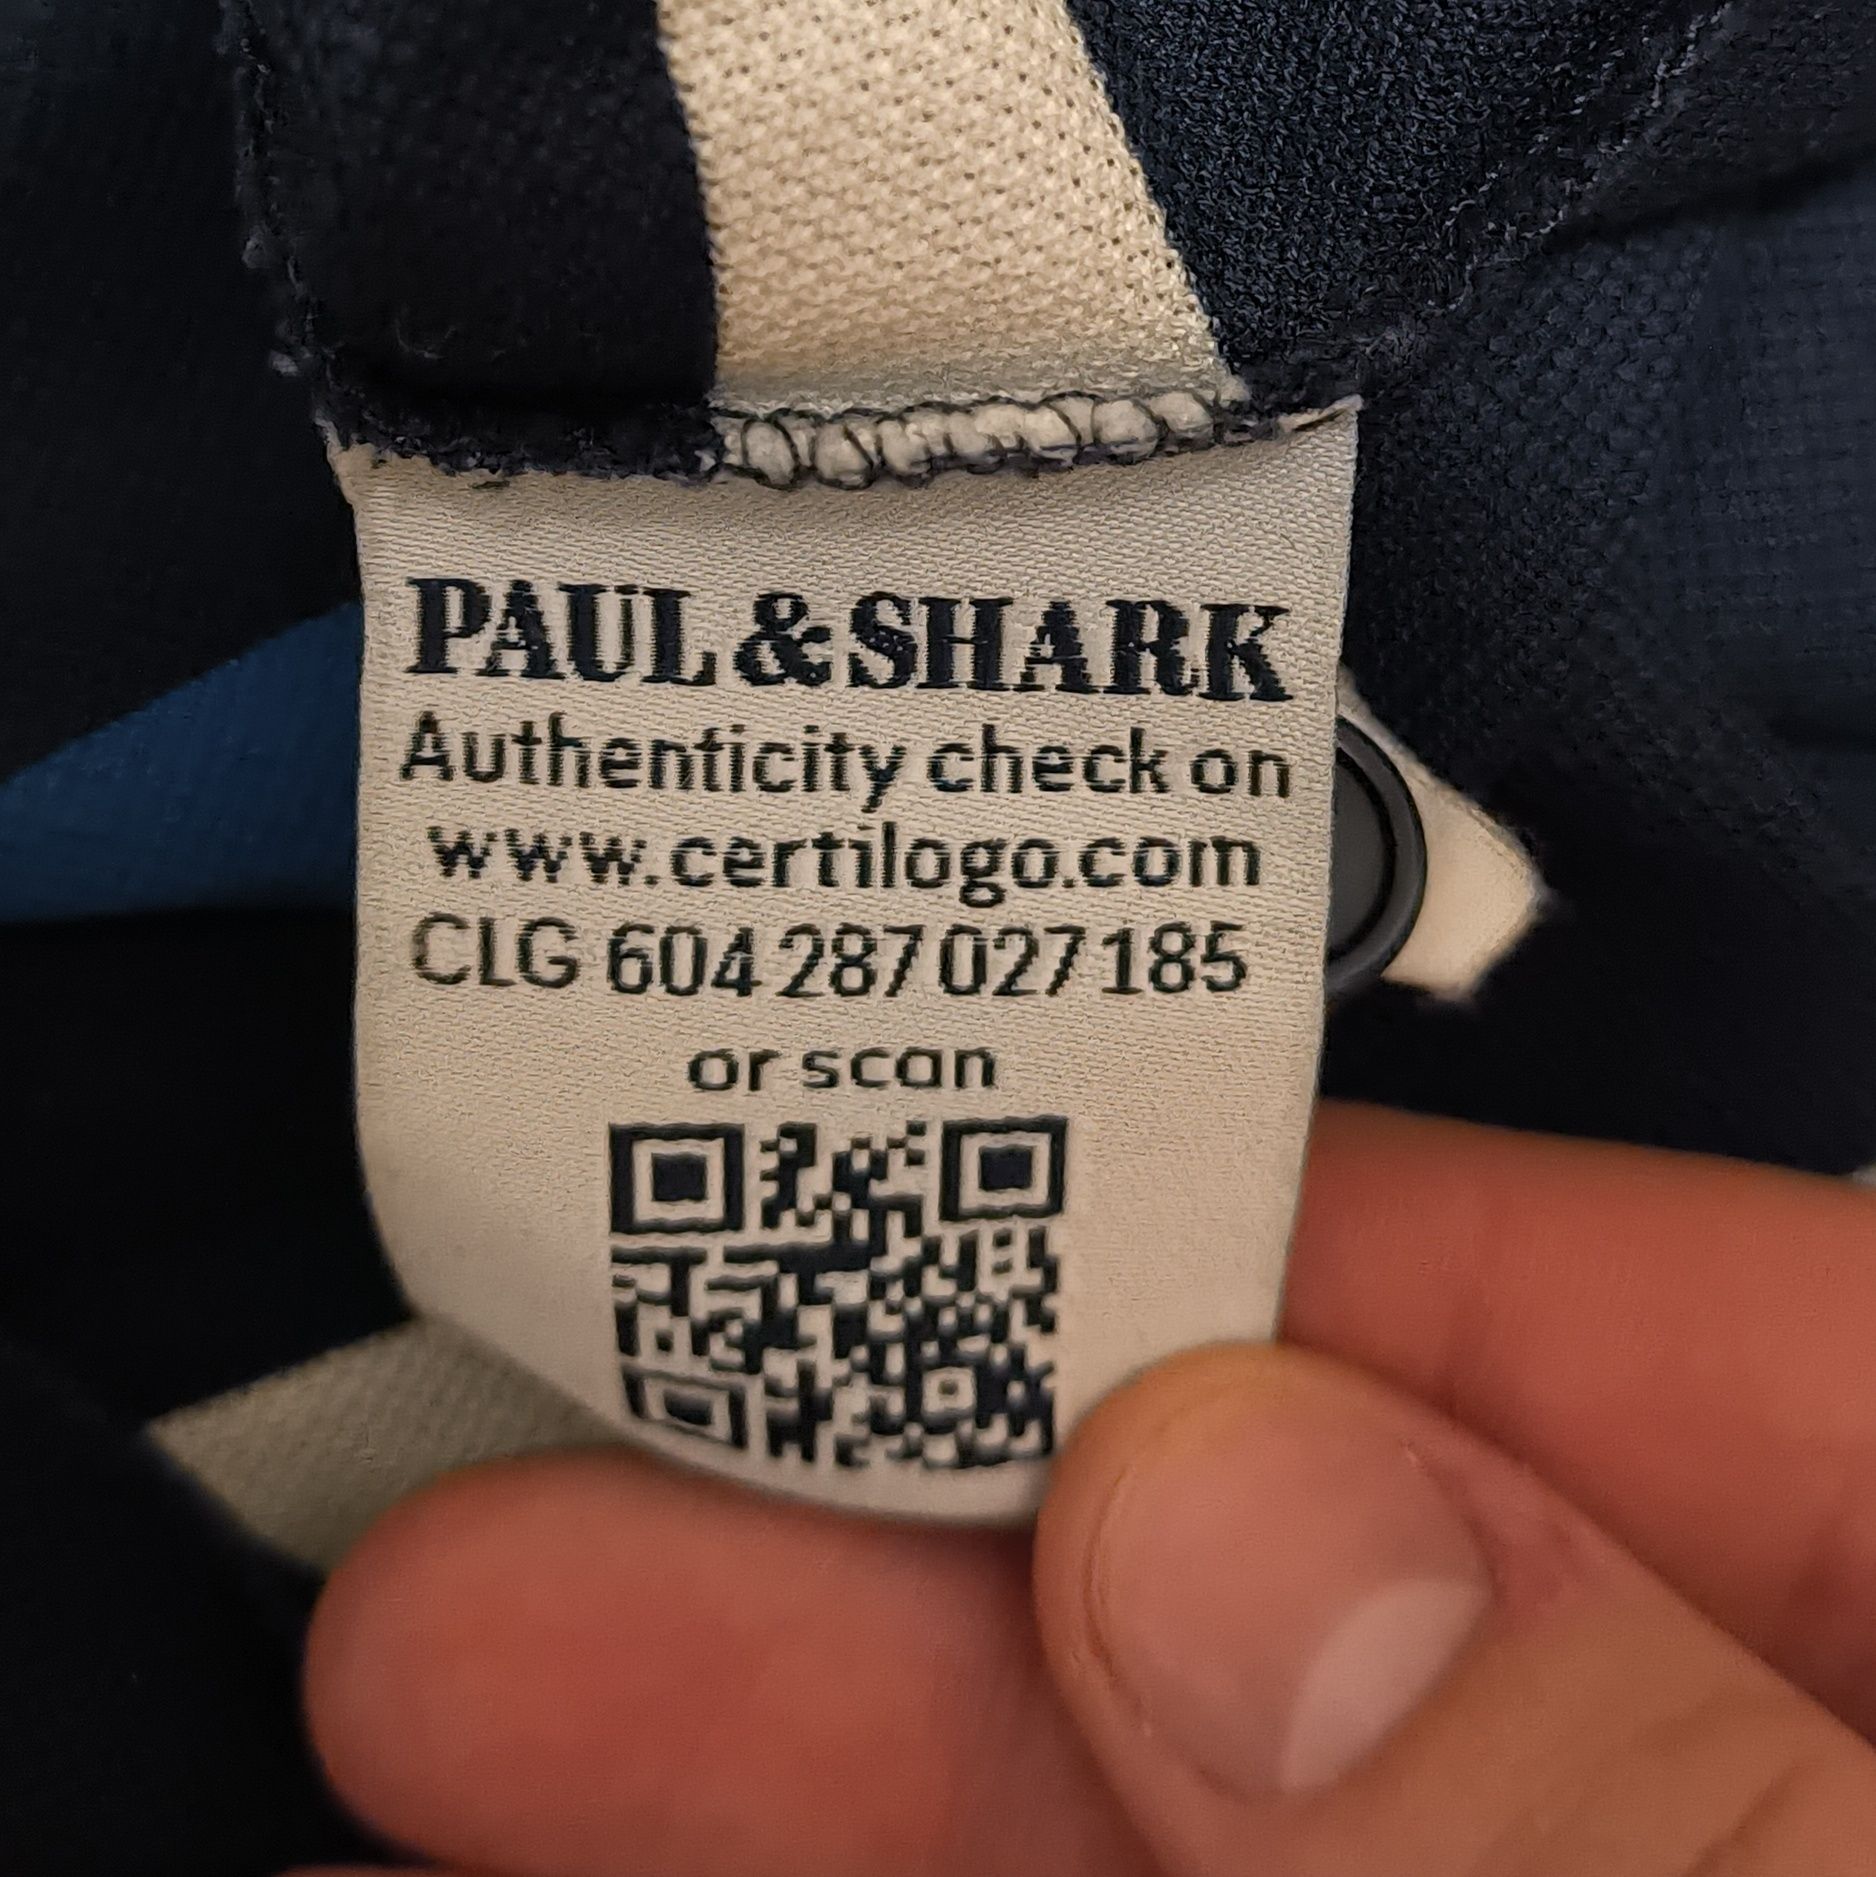 PAUL & SHARK
Authenticity check on
www.certilogo.com
CLG 604 287 027 185
or scan